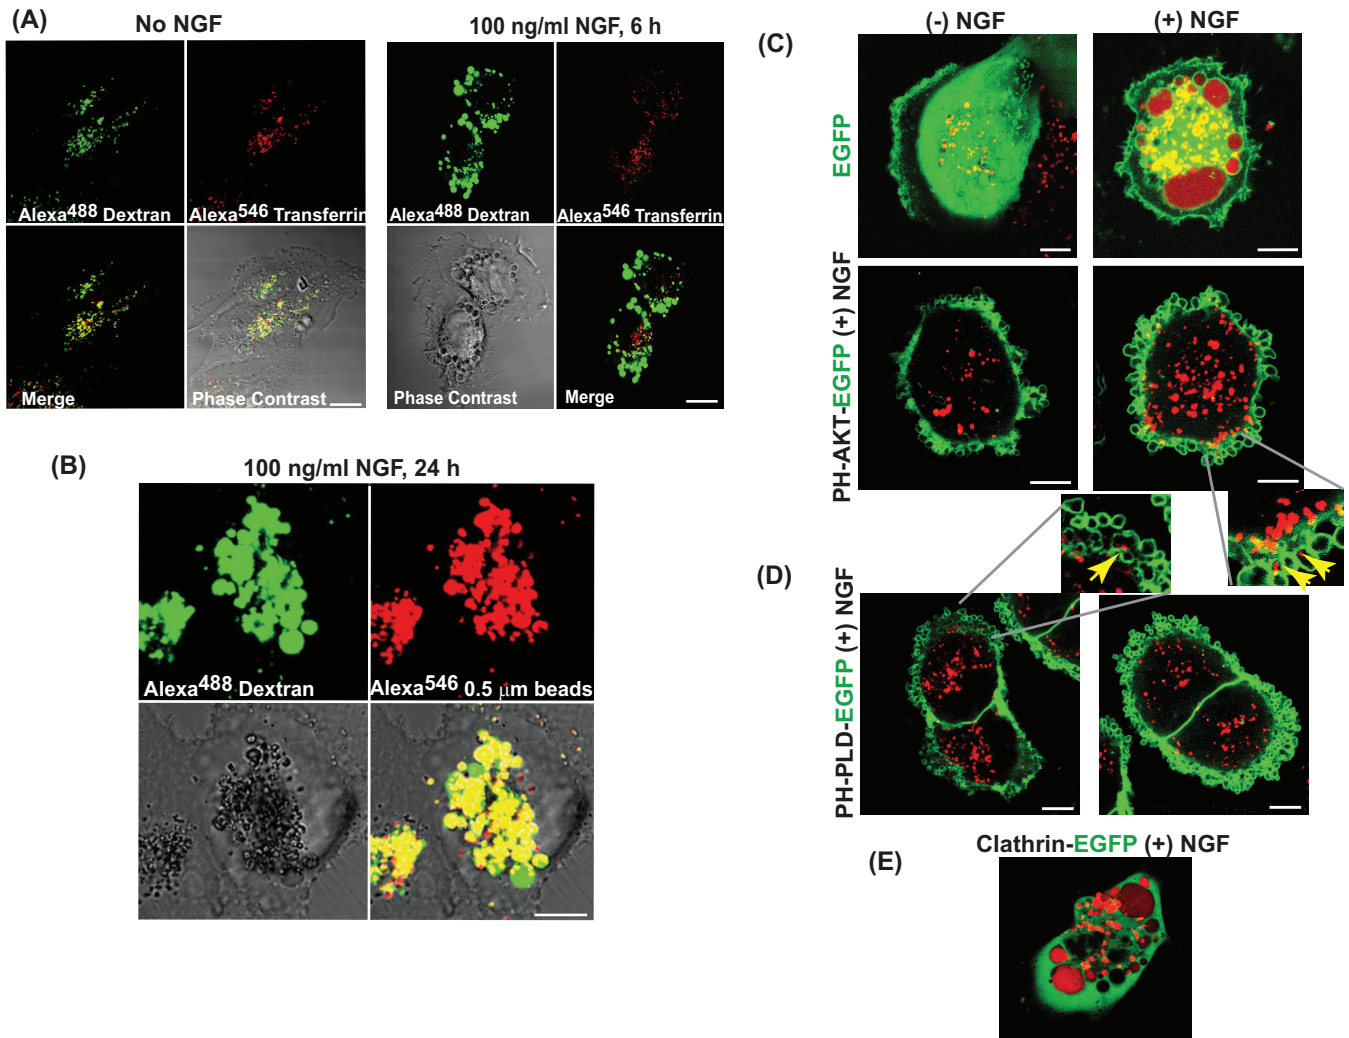 (A)
No NGF
100 ng/ml NGF, 6 h
Alexa488 Dextran
Alexa546 Transferrin
Merge
Phase Contrast
Alexa488 Dextran
Alexa546 Transferrin
Phase Contrast
Merge
(B)
100 ng/ml NGF, 24 h
Alexa488 Dextran
Alexa546 0.5 µm beads
(C)
(-) NGF
(+) NGF
EGFP
PH-AKT-EGFP (+) NGF
(D)
PH-PLD-EGFP (+) NGF
(E)
Clathrin-EGFP (+) NGF